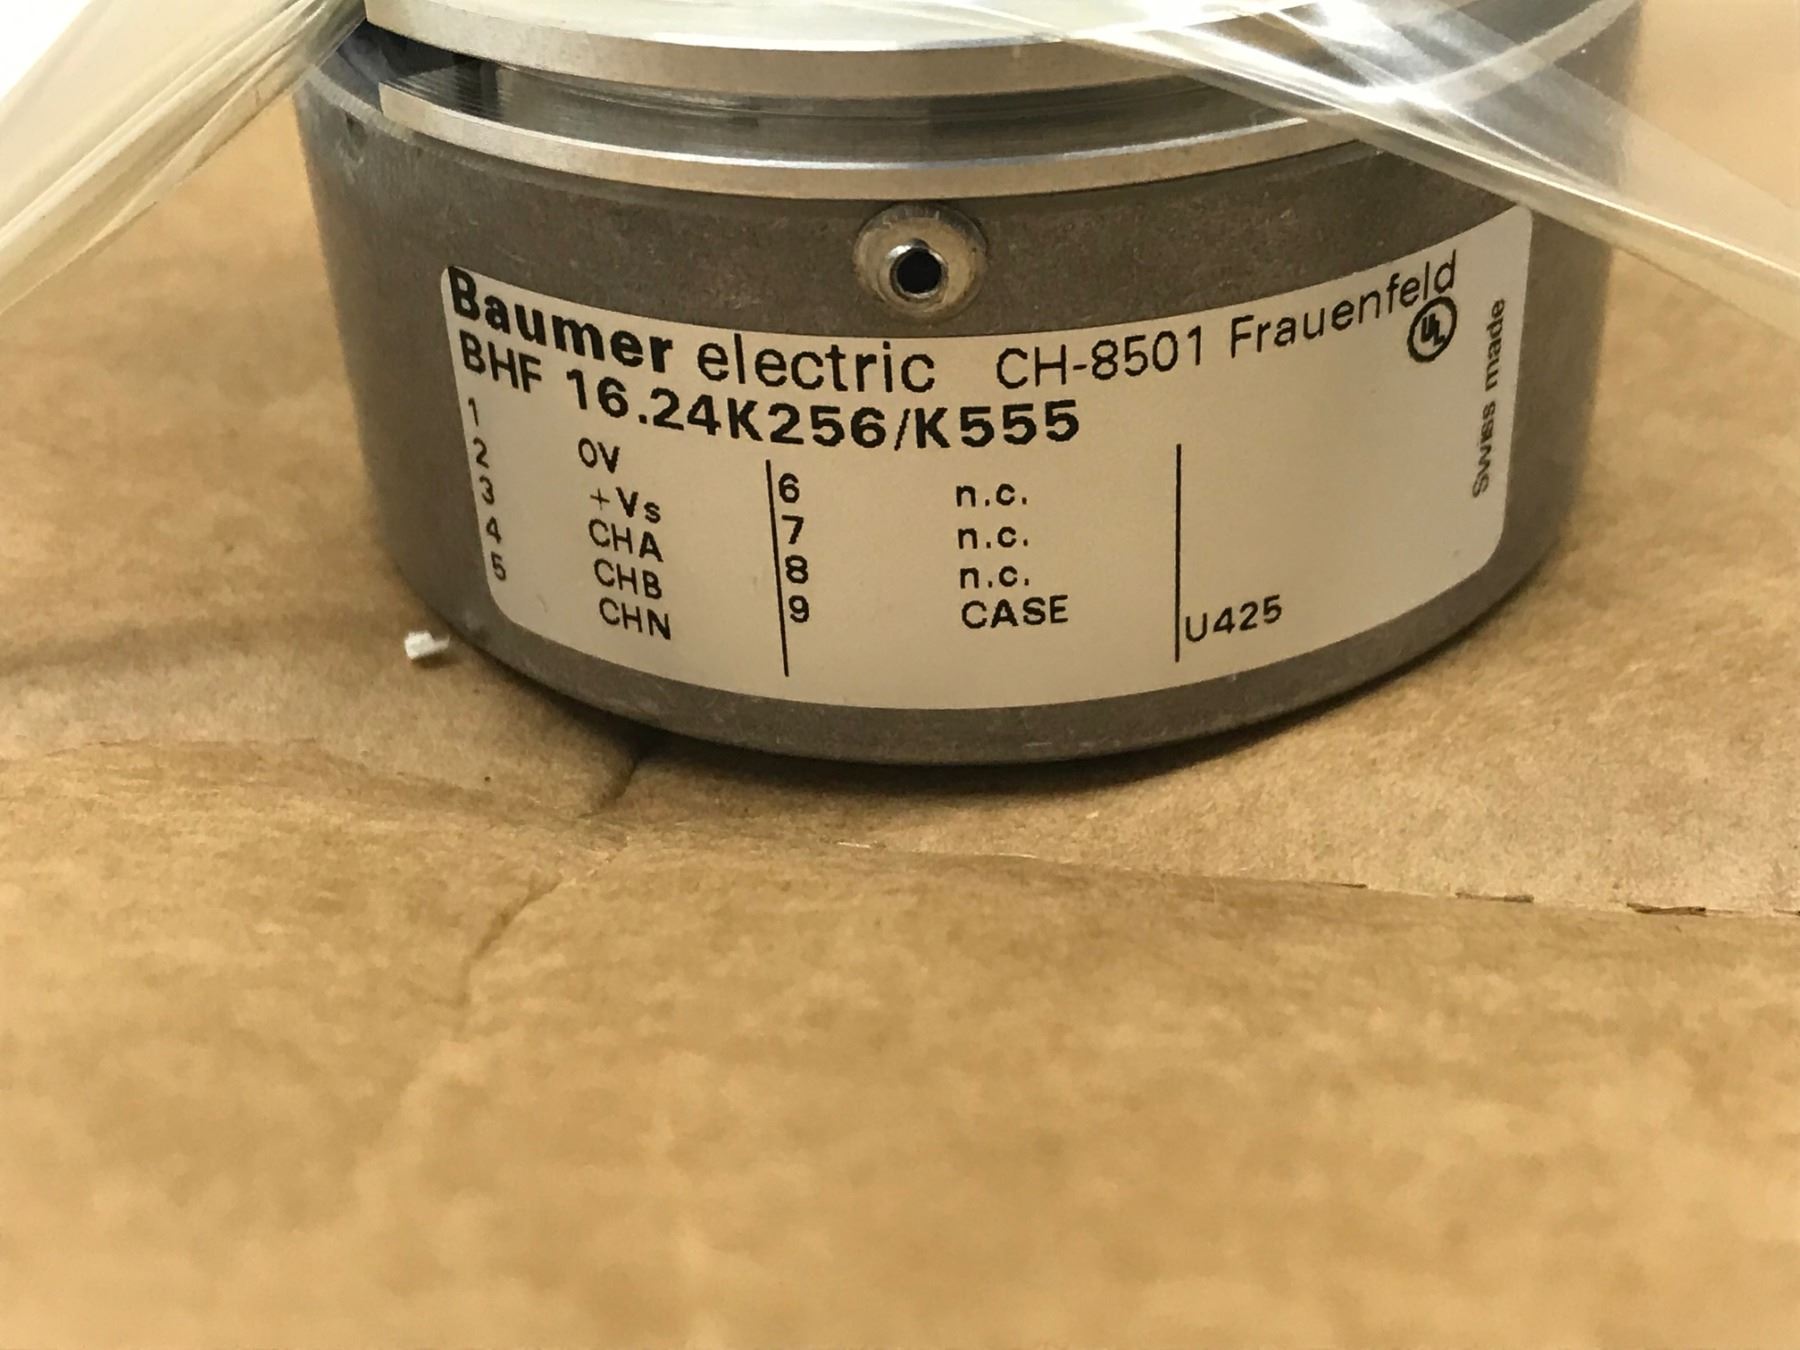 Baumer electric CH-8501 Frauenfeld
BHF 16.24K256/K555
UL
Swiss made
1 0V
2 +Vs
3 CHA
4 CHB
5 CHN
6 n.c.
7 n.c.
8 n.c.
9 CASE
U425